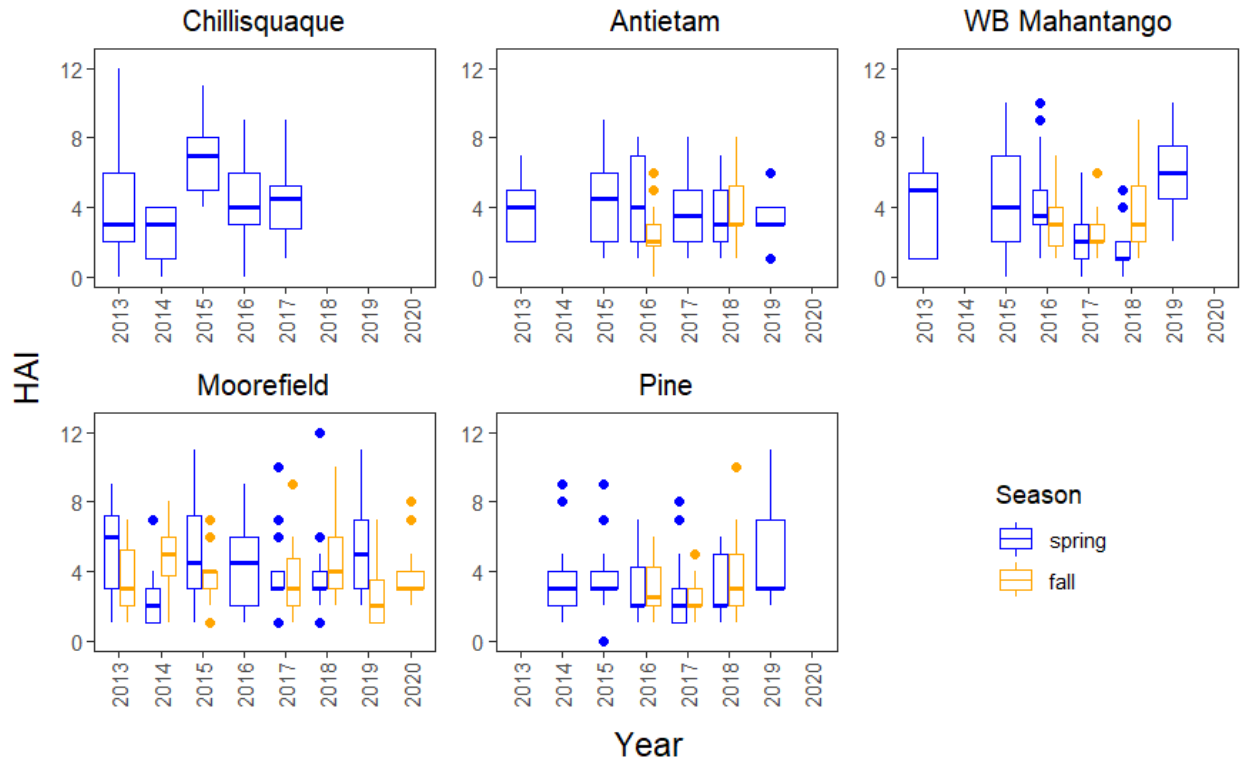 Chillisquaque Antietam WB Mahantango
12 12 12
8 8 8
4 4 4
0 0 0
2013 2014 2015 2016 2017 2018 2019 2020 2013 2014 2015 2016 2017 2018 2019 2020 2013 2014 2015 2016 2017 2018 2019 2020
HAI
Moorefield Pine
12 12
8 8
4 4
0 0
2013 2014 2015 2016 2017 2018 2019 2020 2013 2014 2015 2016 2017 2018 2019 2020
Season
spring
fall
Year